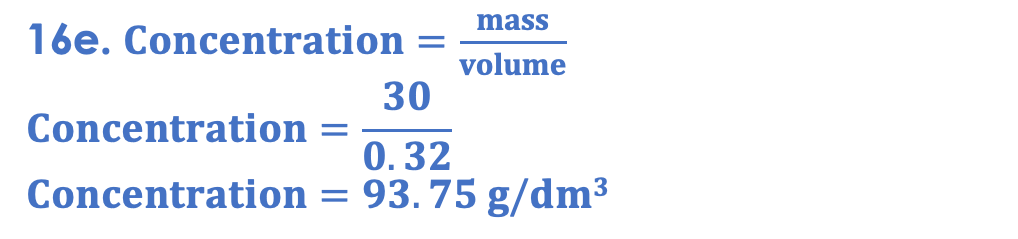 16e. Concentration = mass/volume
Concentration = 30/0.32
Concentration = 93.75 g/dm³